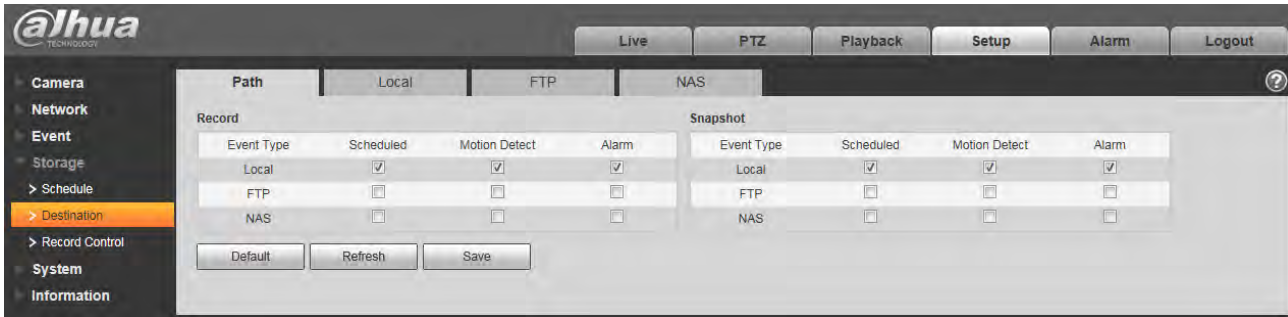 alhua
TECHNOLOGY
Live PTZ Playback Setup Alarm Logout
Camera
Network
Event
Storage
> Schedule
> Destination
> Record Control
System
Information
Path Local FTP NAS
?
Record
Event Type Scheduled Motion Detect Alarm
Local
FTP
NAS
Snapshot
Event Type Scheduled Motion Detect Alarm
Local
FTP
NAS
Default Refresh Save